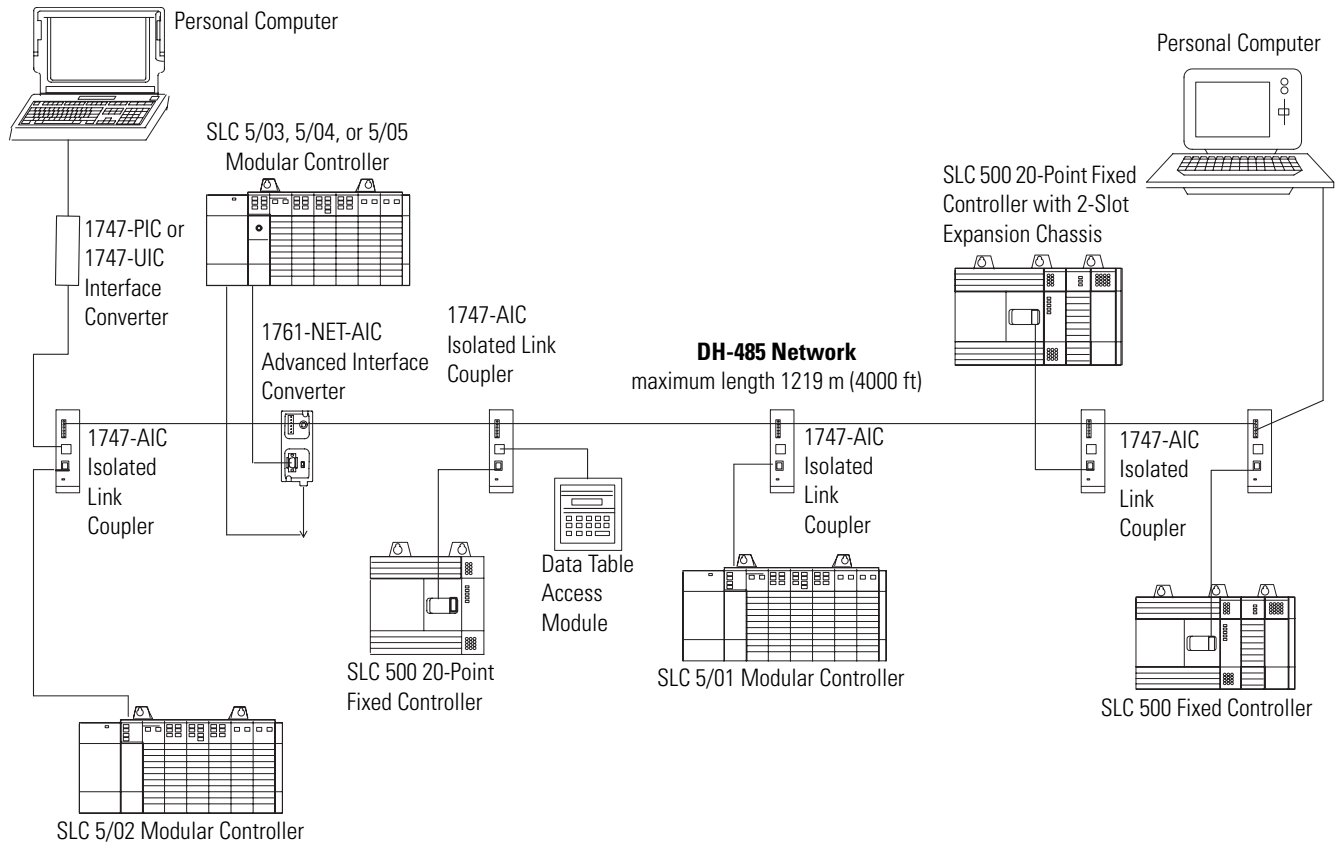 Personal Computer
Personal Computer
SLC 5/03, 5/04, or 5/05
Modular Controller
SLC 500 20-Point Fixed
Controller with 2-Slot
Expansion Chassis
1747-PIC or
1747-UIC
Interface
Converter
1761-NET-AIC
Advanced Interface
Converter
1747-AIC
Isolated Link
Coupler
DH-485 Network
maximum length 1219 m (4000 ft)
1747-AIC
Isolated
Link
Coupler
1747-AIC
Isolated
Link
Coupler
1747-AIC
Isolated
Link
Coupler
Data Table
Access
Module
SLC 500 20-Point
Fixed Controller
SLC 5/01 Modular Controller
SLC 500 Fixed Controller
SLC 5/02 Modular Controller